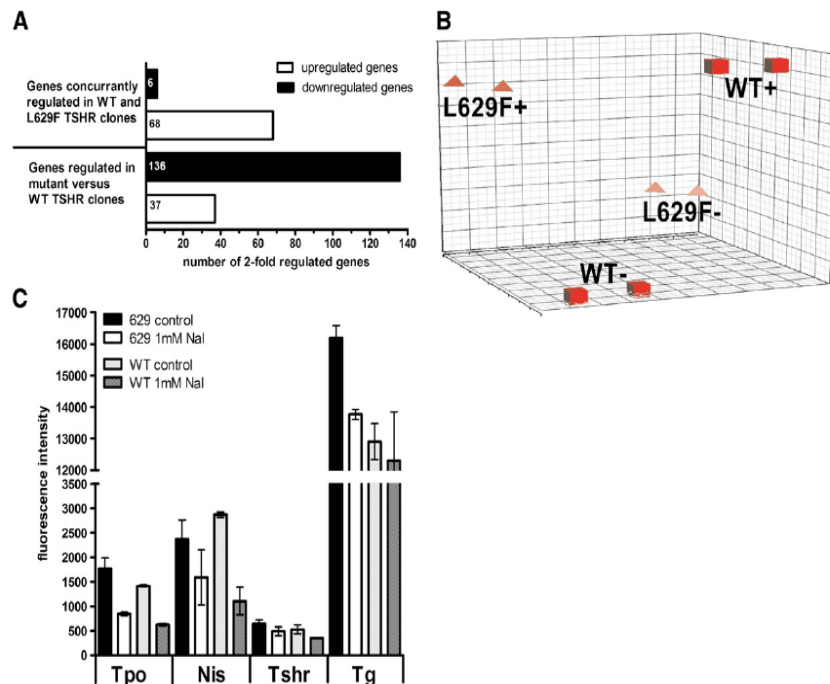 A
Genes concurrantly
regulated in WT and
L629F TSHR clones
Genes regulated in
mutant versus
WT TSHR clones
6
68
136
37
upregulated genes
downregulated genes
0 20 40 60 80 100 120 140
number of 2-fold regulated genes
B
L629F+
WT+
L629F-
WT-
C
629 control
629 1mM NaI
WT control
WT 1mM NaI
fluorescence intensity
17000
16000
15000
14000
13000
12000
3500
3000
2500
2000
1500
1000
500
0
Tpo Nis Tshr Tg